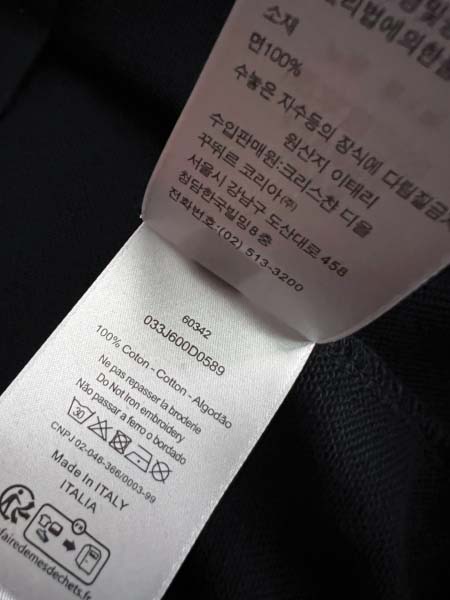 소재
면100%
수놓은 자수등의 장식에 다림질금
원산지 이태리
수입판매원:크리스챤 디올
꾸뛰르 코리아㈜
서울시 강남구 도산대로 458
청담한국빌딩8층
전화번호:(02) 513-3200
60342
033J600D0589
100% Coton - Cotton - Algodão
Ne pas repasser la broderie
Do Not Iron embroidery
Não passar a ferro o bordado
30
CNPJ 02-046-366/0003-99
Made In ITALY
ITALIA
fairedemesdechets.fr